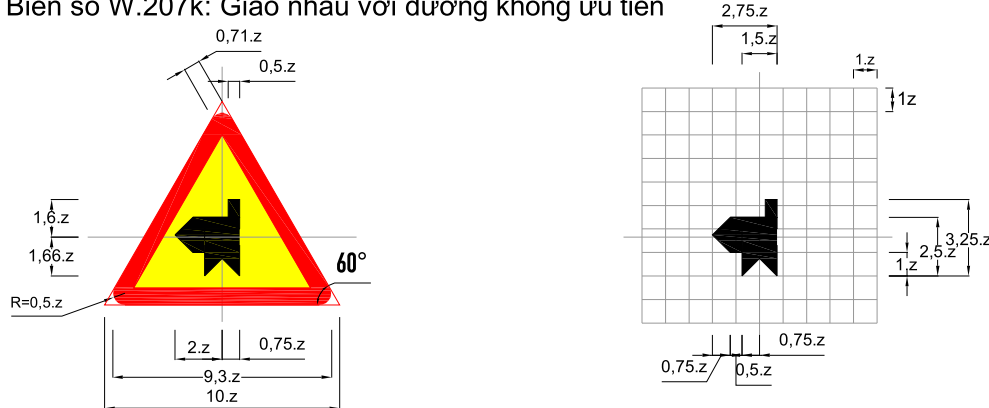 Biển số W.207k: Giao nhau với đường không ưu tiên
0,71.z
0,5.z
1,6.z
1,66.z
60°
R=0,5.z
2.z
0,75.z
9,3.z
10.z
2,75.z
1,5.z
1.z
1z
3,25.z
2,5.z
1,z
0,75.z
0,75.z
0,5.z